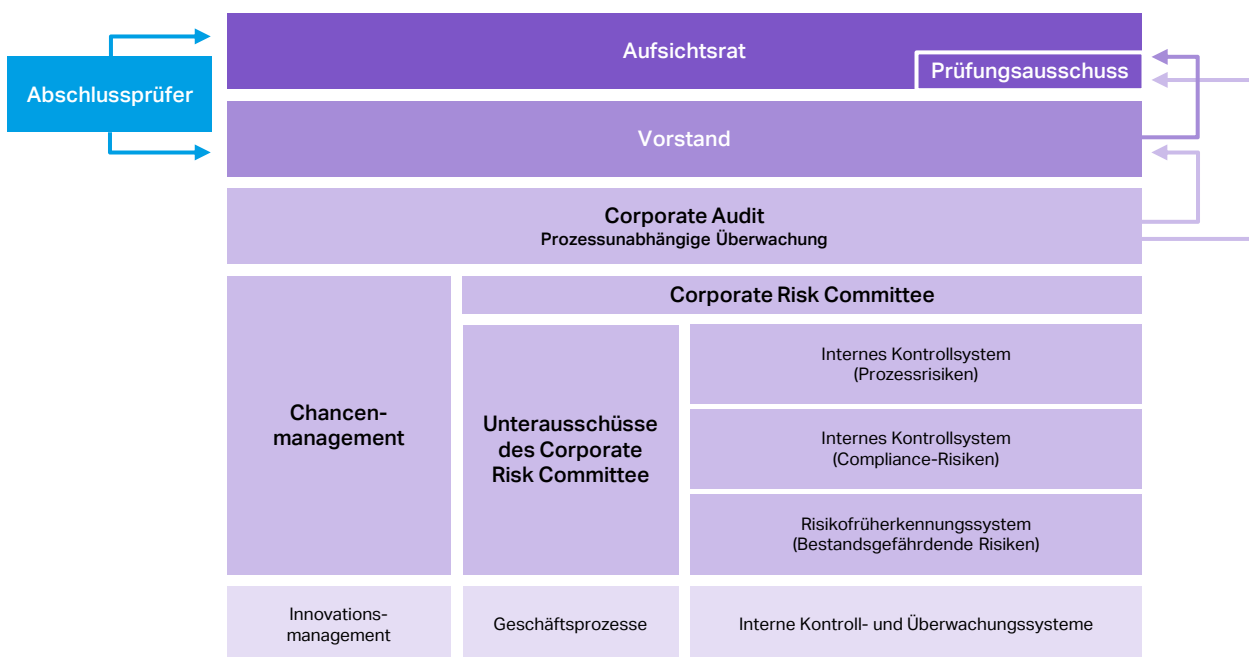 Aufsichtsrat
Prüfungsausschuss
Abschlussprüfer
Vorstand
Corporate Audit
Prozessunabhängige Überwachung
Chancen-
management
Corporate Risk Committee
Unterausschüsse
des Corporate
Risk Committee
Internes Kontrollsystem
(Prozessrisiken)
Internes Kontrollsystem
(Compliance-Risiken)
Risikofrüherkennungssystem
(Bestandsgefährdende Risiken)
Innovations-
management
Geschäftsprozesse
Interne Kontroll- und Überwachungssysteme